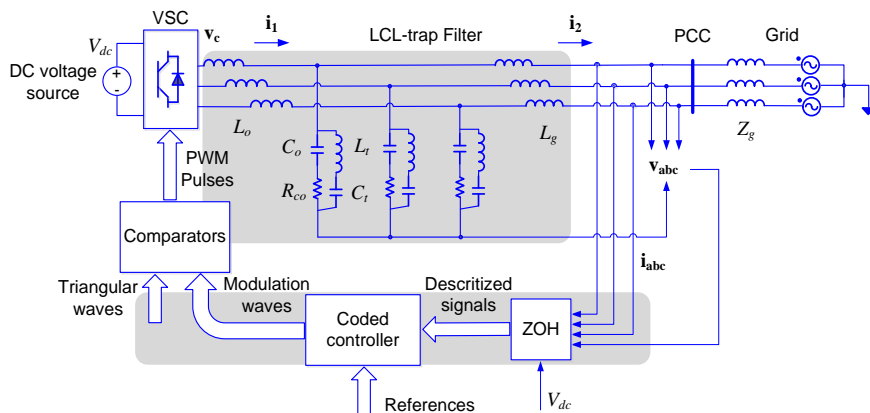 VSC
v_c
i_1
LCL-trap Filter
i_2
PCC
Grid
V_dc
DC voltage
source
+
-
L_o
L_g
Z_g
C_o
L_t
R_co
C_t
v_abc
PWM
Pulses
Comparators
i_abc
Triangular
waves
Modulation
waves
Descritized
signals
Coded
controller
ZOH
References
V_dc